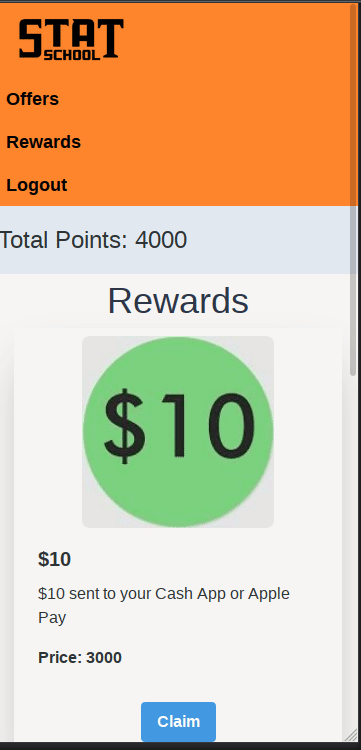 STAT
SCHOOL
Offers
Rewards
Logout
Total Points: 4000
Rewards
$10
$10
$10 sent to your Cash App or Apple
Pay
Price: 3000
Claim